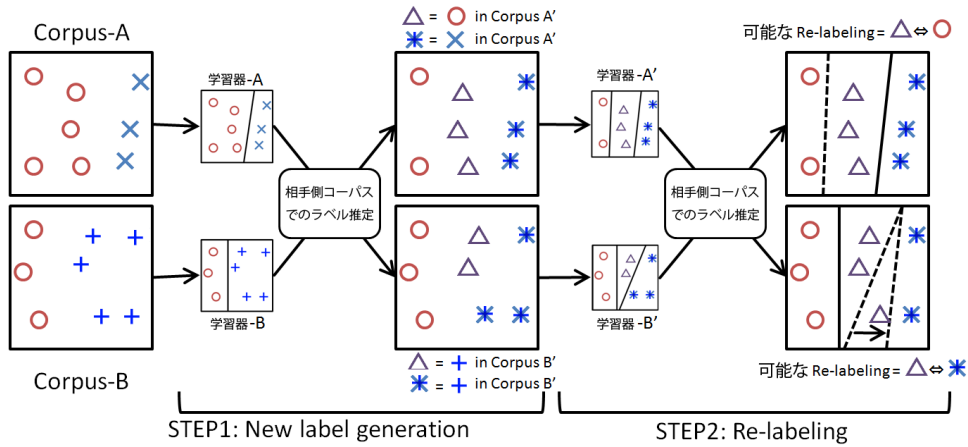 Corpus-A
学習器-A
△ = ○ in Corpus A’
✳ = × in Corpus A’
学習器-A’
可能な Re-labeling = △ ⇔ ○
相手側コーパス
でのラベル推定
相手側コーパス
でのラベル推定
学習器-B
Corpus-B
△ = + in Corpus B’
✳ = + in Corpus B’
学習器-B’
可能な Re-labeling = △ ⇔ ✳
STEP1: New label generation
STEP2: Re-labeling